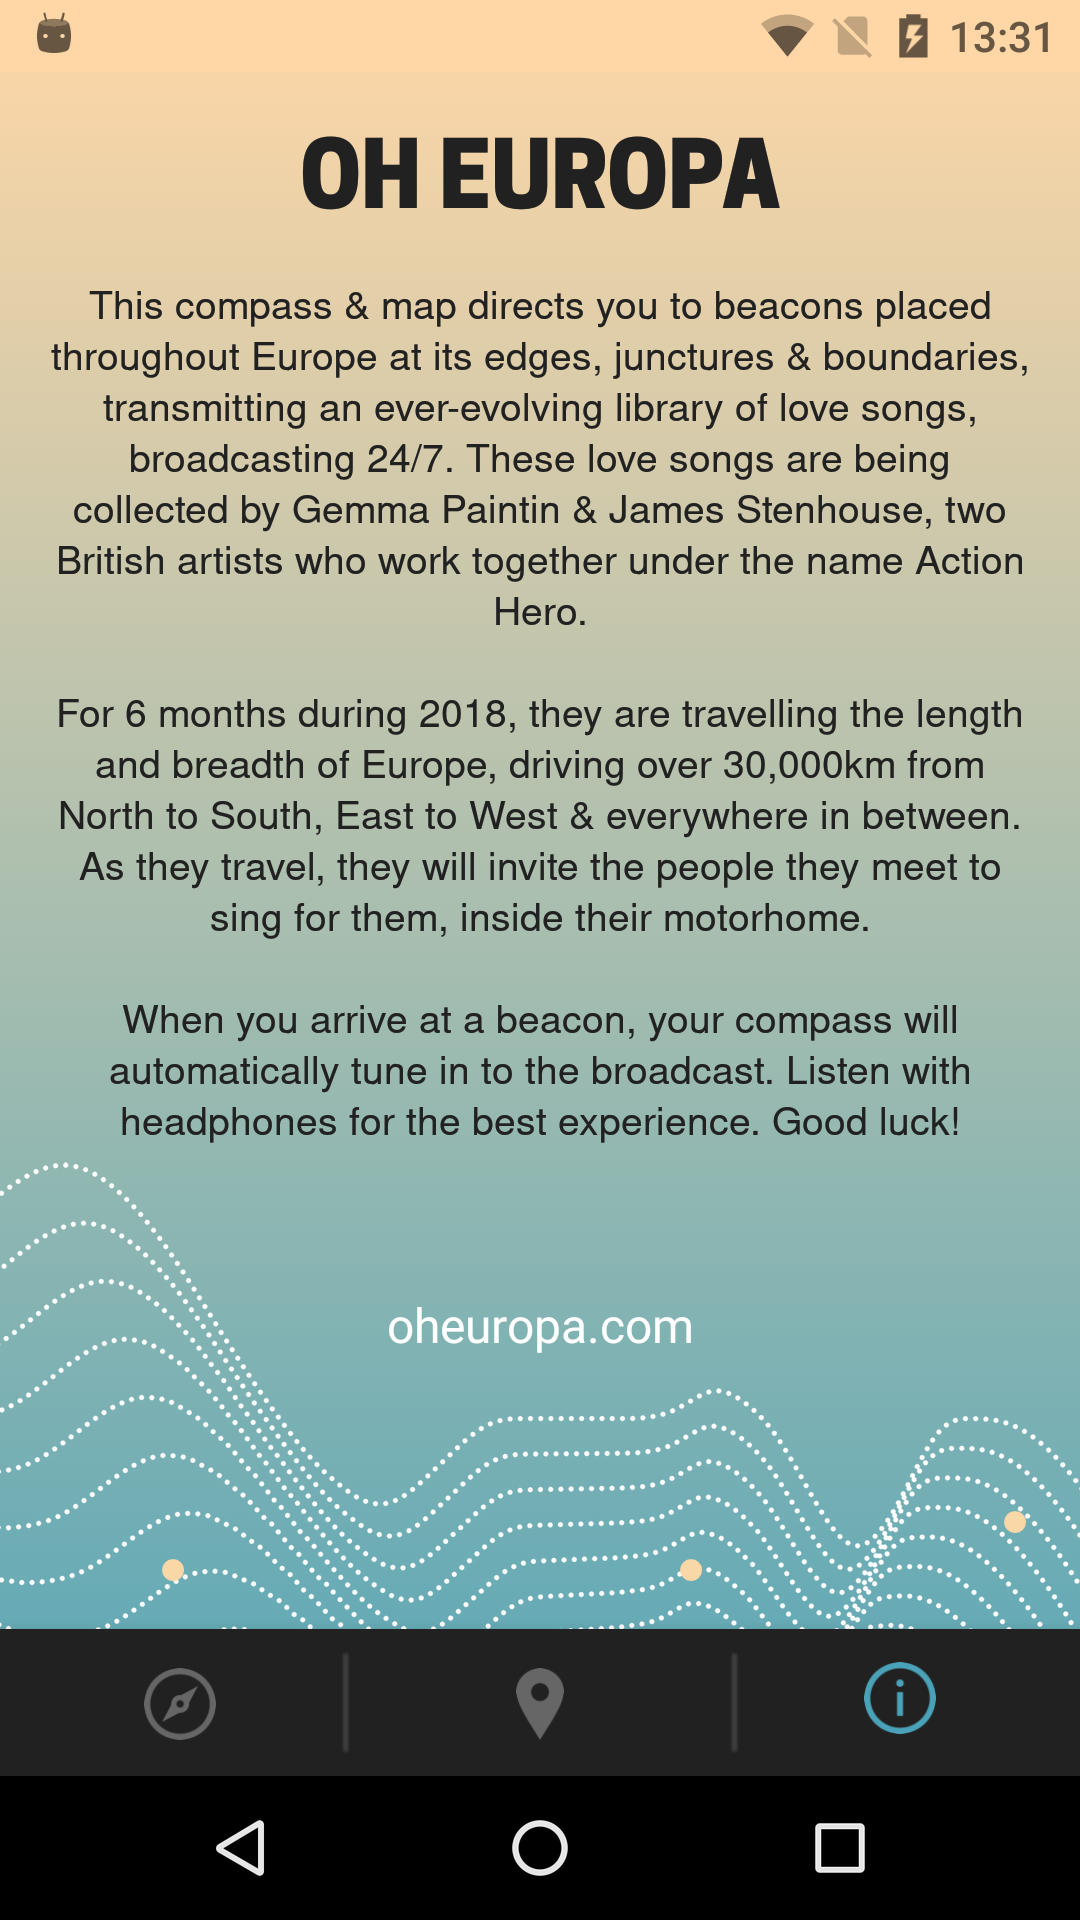 13:31
OH EUROPA
This compass & map directs you to beacons placed
throughout Europe at its edges, junctures & boundaries,
transmitting an ever-evolving library of love songs,
broadcasting 24/7. These love songs are being
collected by Gemma Paintin & James Stenhouse, two
British artists who work together under the name Action
Hero.
For 6 months during 2018, they are travelling the length
and breadth of Europe, driving over 30,000km from
North to South, East to West & everywhere in between.
As they travel, they will invite the people they meet to
sing for them, inside their motorhome.
When you arrive at a beacon, your compass will
automatically tune in to the broadcast. Listen with
headphones for the best experience. Good luck!
oheuropa.com